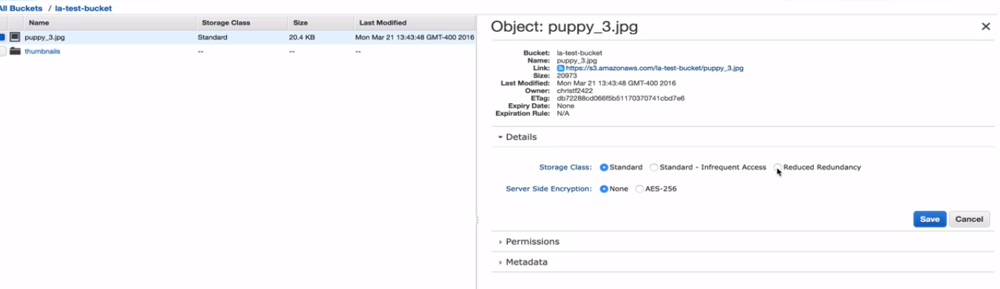 All Buckets / la-test-bucket
Name Storage Class Size Last Modified
puppy_3.jpg Standard 20.4 KB Mon Mar 21 13:43:48 GMT-400 2016
thumbnails -- -- --
Object: puppy_3.jpg
Bucket: la-test-bucket
Name: puppy_3.jpg
Link: https://s3.amazonaws.com/la-test-bucket/puppy_3.jpg
Size: 20973
Last Modified: Mon Mar 21 13:43:48 GMT-400 2016
Owner: christf2422
ETag: db72288cd066f5b51170370741cbd7e6
Expiry Date: None
Expiration Rule: N/A
Details
Storage Class: Standard Standard - Infrequent Access Reduced Redundancy
Server Side Encryption: None AES-256
Save Cancel
Permissions
Metadata